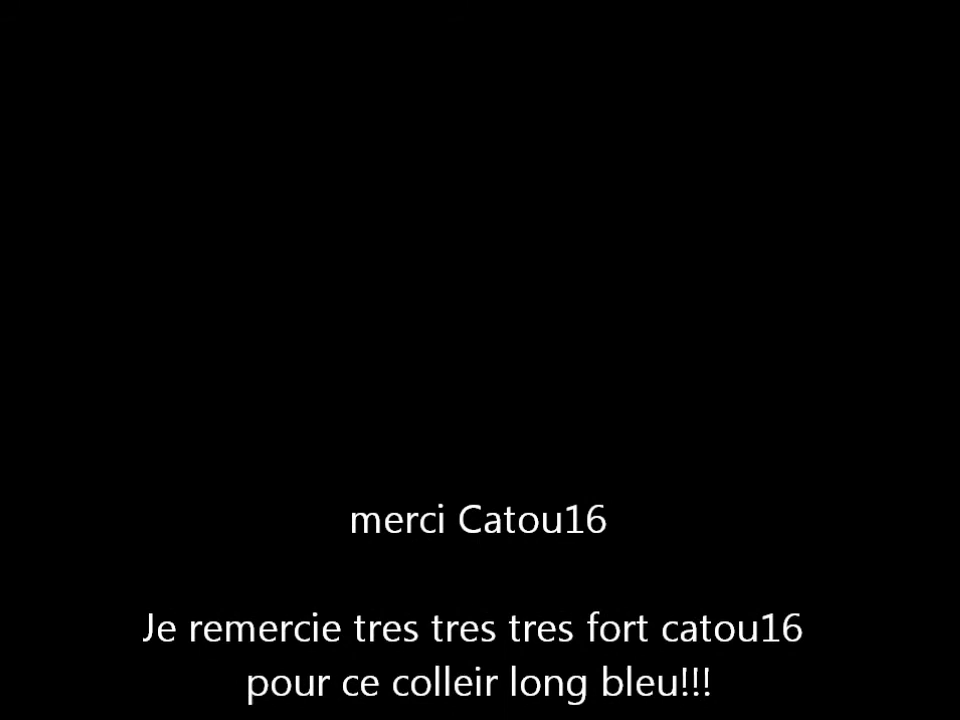 merci Catou16
Je remercie tres tres tres fort catou16
pour ce colleir long bleu!!!